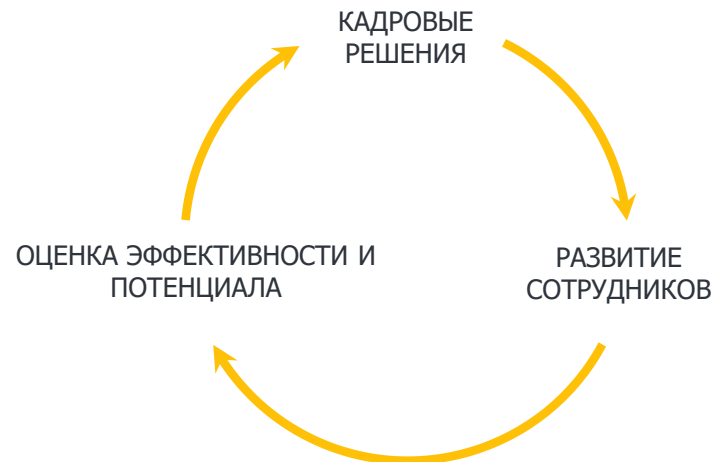 КАДРОВЫЕ
РЕШЕНИЯ
ОЦЕНКА ЭФФЕКТИВНОСТИ И
ПОТЕНЦИАЛА
РАЗВИТИЕ
СОТРУДНИКОВ